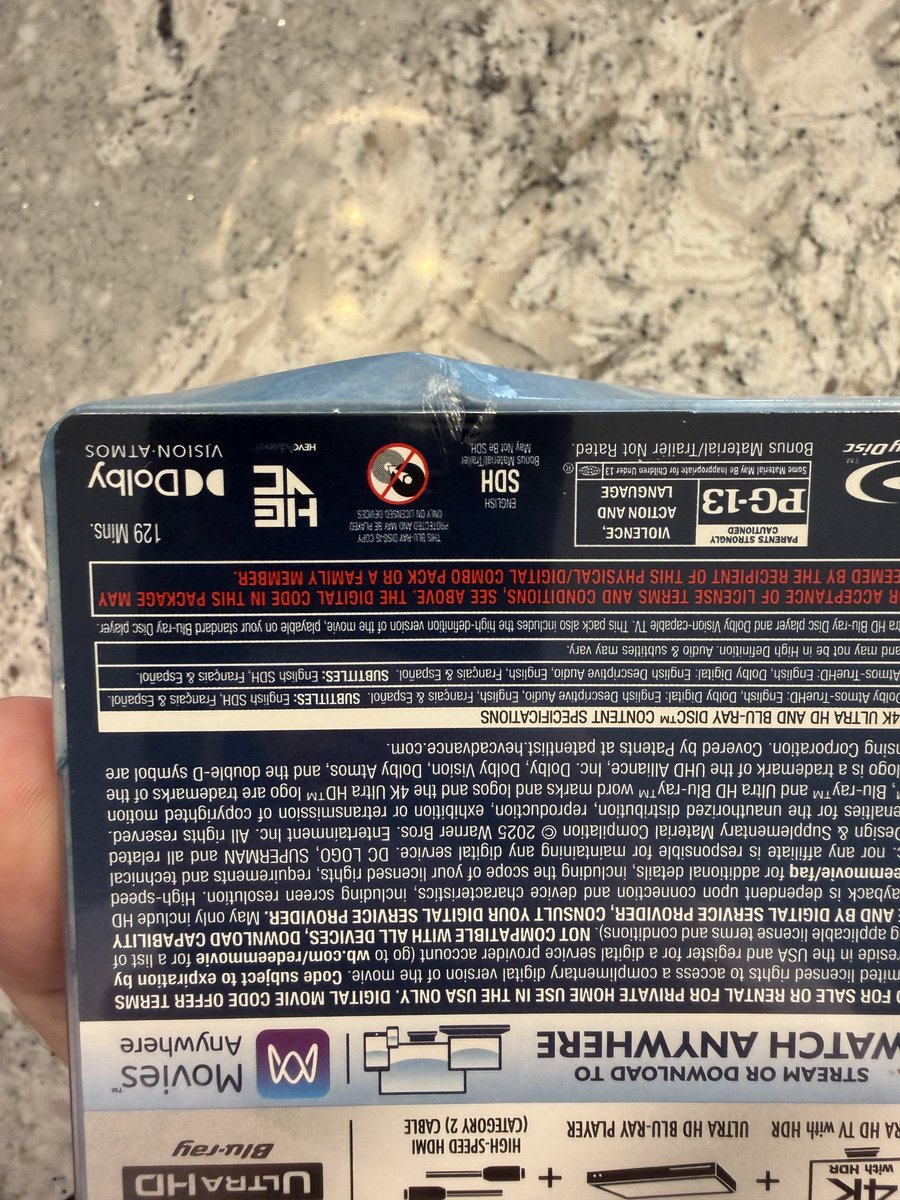 ULTRA HD
Blu-ray
4K
with HDR
HD TV with HDR
+
ULTRA HD BLU-RAY PLAYER
+
HIGH-SPEED HDMI
(CATEGORY 2) CABLE
STREAM OR DOWNLOAD TO
WATCH ANYWHERE
Movies™
Anywhere
FOR SALE OR RENTAL FOR PRIVATE HOME USE IN THE USA ONLY. DIGITAL MOVIE CODE OFFER TERMS
licensed rights to access a complimentary digital version of the movie. Code subject to expiration by
reside in the USA and register for a digital service provider account (go to wb.com/redeemmovie for a list of
applicable license terms and conditions). NOT COMPATIBLE WITH ALL DEVICES, DOWNLOAD CAPABILITY
AND BY DIGITAL SERVICE PROVIDER, CONSULT YOUR DIGITAL SERVICE PROVIDER. May only include HD
is dependent upon connection and device characteristics, including screen resolution. High-speed
for additional details, including the scope of your licensed rights, requirements and technical
nor any affiliate is responsible for maintaining any digital service. DC LOGO, SUPERMAN and all related
Design & Supplementary Material Compilation © 2025 Warner Bros. Entertainment Inc. All rights reserved.
for the unauthorized distribution, reproduction, exhibition or retransmission of copyrighted motion
Blu-ray™ and Ultra HD Blu-ray™ word marks and logos and the 4K Ultra HD™ logo are trademarks of the
logo is a trademark of the UHD Alliance, Inc. Dolby, Dolby Vision, Dolby Atmos, and the double-D symbol are
Corporation. Covered by Patents at patentlist.hevcadvance.com.
4K ULTRA HD AND BLU-RAY DISC™ CONTENT SPECIFICATIONS
Dolby Atmos-TrueHD: English, Dolby Digital: English Descriptive Audio, English, Français & Español. SUBTITLES: English SDH, Français & Español.
Atmos-TrueHD: English, Dolby Digital: English Descriptive Audio, English, Français & Español. SUBTITLES: English SDH, Français & Español.
and may not be in High Definition. Audio & subtitles may vary.
HD Blu-ray Disc player and Dolby Vision-capable TV. This pack also includes the high-definition version of the movie, playable on your standard Blu-ray Disc player.
ACCEPTANCE OF LICENSE TERMS AND CONDITIONS, SEE ABOVE. THE DIGITAL CODE IN THIS PACKAGE MAY
BY THE RECIPIENT OF THIS PHYSICAL/DIGITAL COMBO PACK OR A FAMILY MEMBER.
PARENTS STRONGLY
CAUTIONED
PG-13
VIOLENCE,
ACTION AND
LANGUAGE
Some Material May Be Inappropriate for Children Under 13
®
Bonus Material/Trailer Not Rated.
ENGLISH
SDH
Bonus Material/Trailer
May Not Be SDH.
THIS BLU-RAY DISC IS COPY
PROTECTED AND MAY BE PLAYED
ONLY ON LICENSED DEVICES
129 Mins.
Dolby
VISION·ATMOS